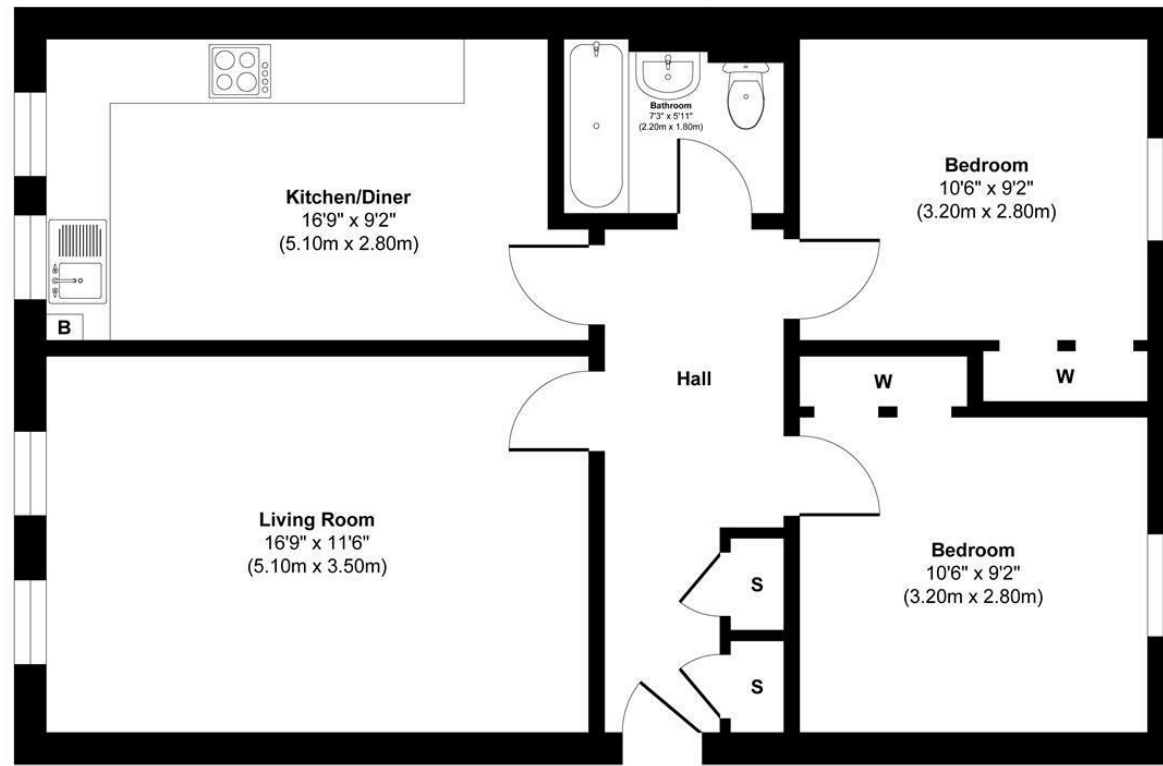 Kitchen/Diner
16'9" x 9'2"
(5.10m x 2.80m)
B
Bathroom
7'3" x 5'11"
(2.20m x 1.80m)
Bedroom
10'6" x 9'2"
(3.20m x 2.80m)
Hall
W
W
Living Room
16'9" x 11'6"
(5.10m x 3.50m)
Bedroom
10'6" x 9'2"
(3.20m x 2.80m)
S
S